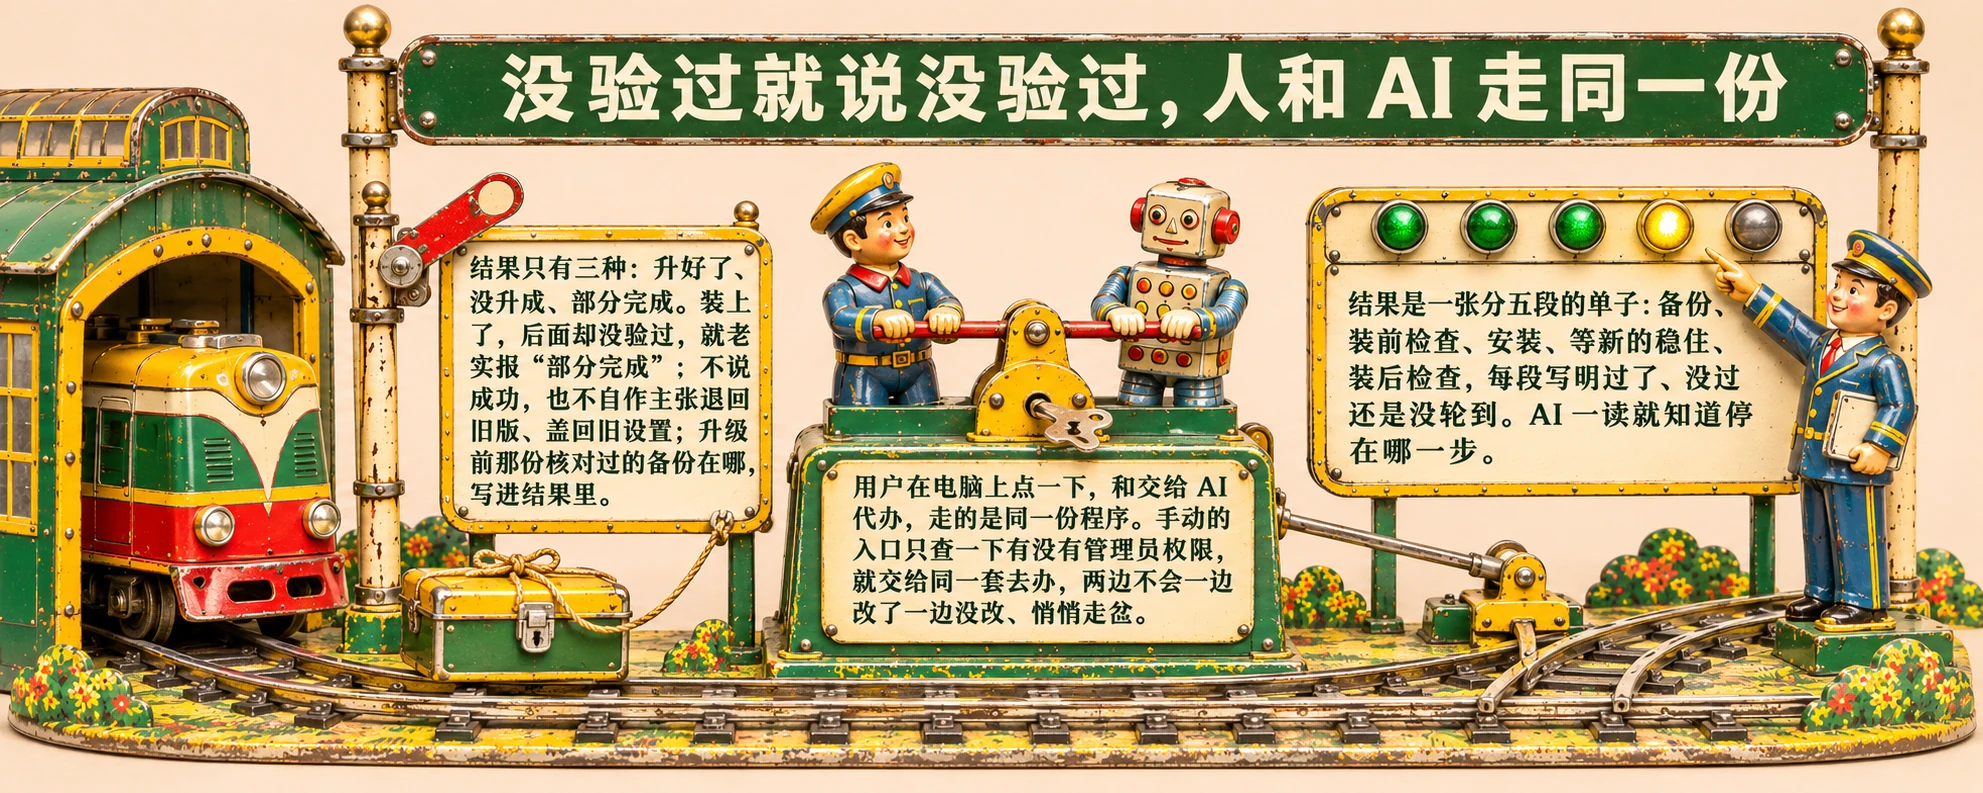 没验过就说没验过,人和 AI 走同一份
结果只有三种：升好了、
没升成、部分完成。装上
了，后面却没验过，就老
实报“部分完成”；不说
成功，也不自作主张退回
旧版、盖回旧设置；升级
前那份核对过的备份在哪，
写进结果里。
用户在电脑上点一下，和交给 AI
代办，走的是同一份程序。手动的
入口只查一下有没有管理员权限，
就交给同一套去办，两边不会一边
改了一边没改、悄悄走岔。
结果是一张分五段的单子：备份、
装前检查、安装、等新的稳住、
装后检查，每段写明过了、没过
还是没轮到。AI 一读就知道停
在哪一步。